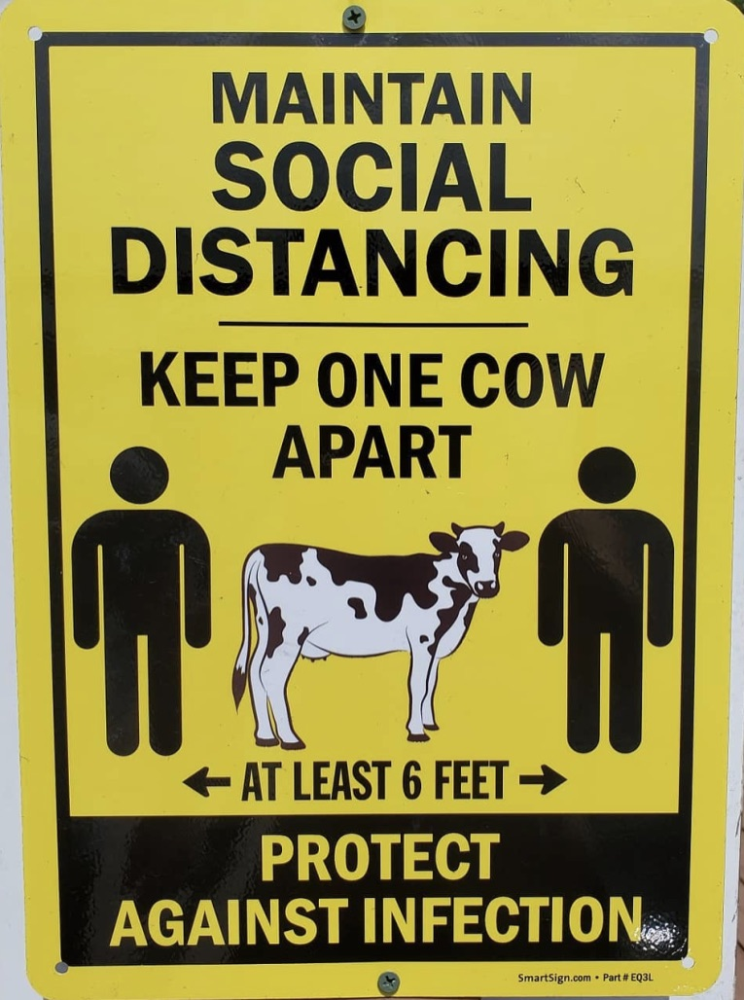 MAINTAIN
SOCIAL
DISTANCING
KEEP ONE COW
APART
AT LEAST 6 FEET
PROTECT
AGAINST INFECTION
SmartSign.com • Part # EQ3L